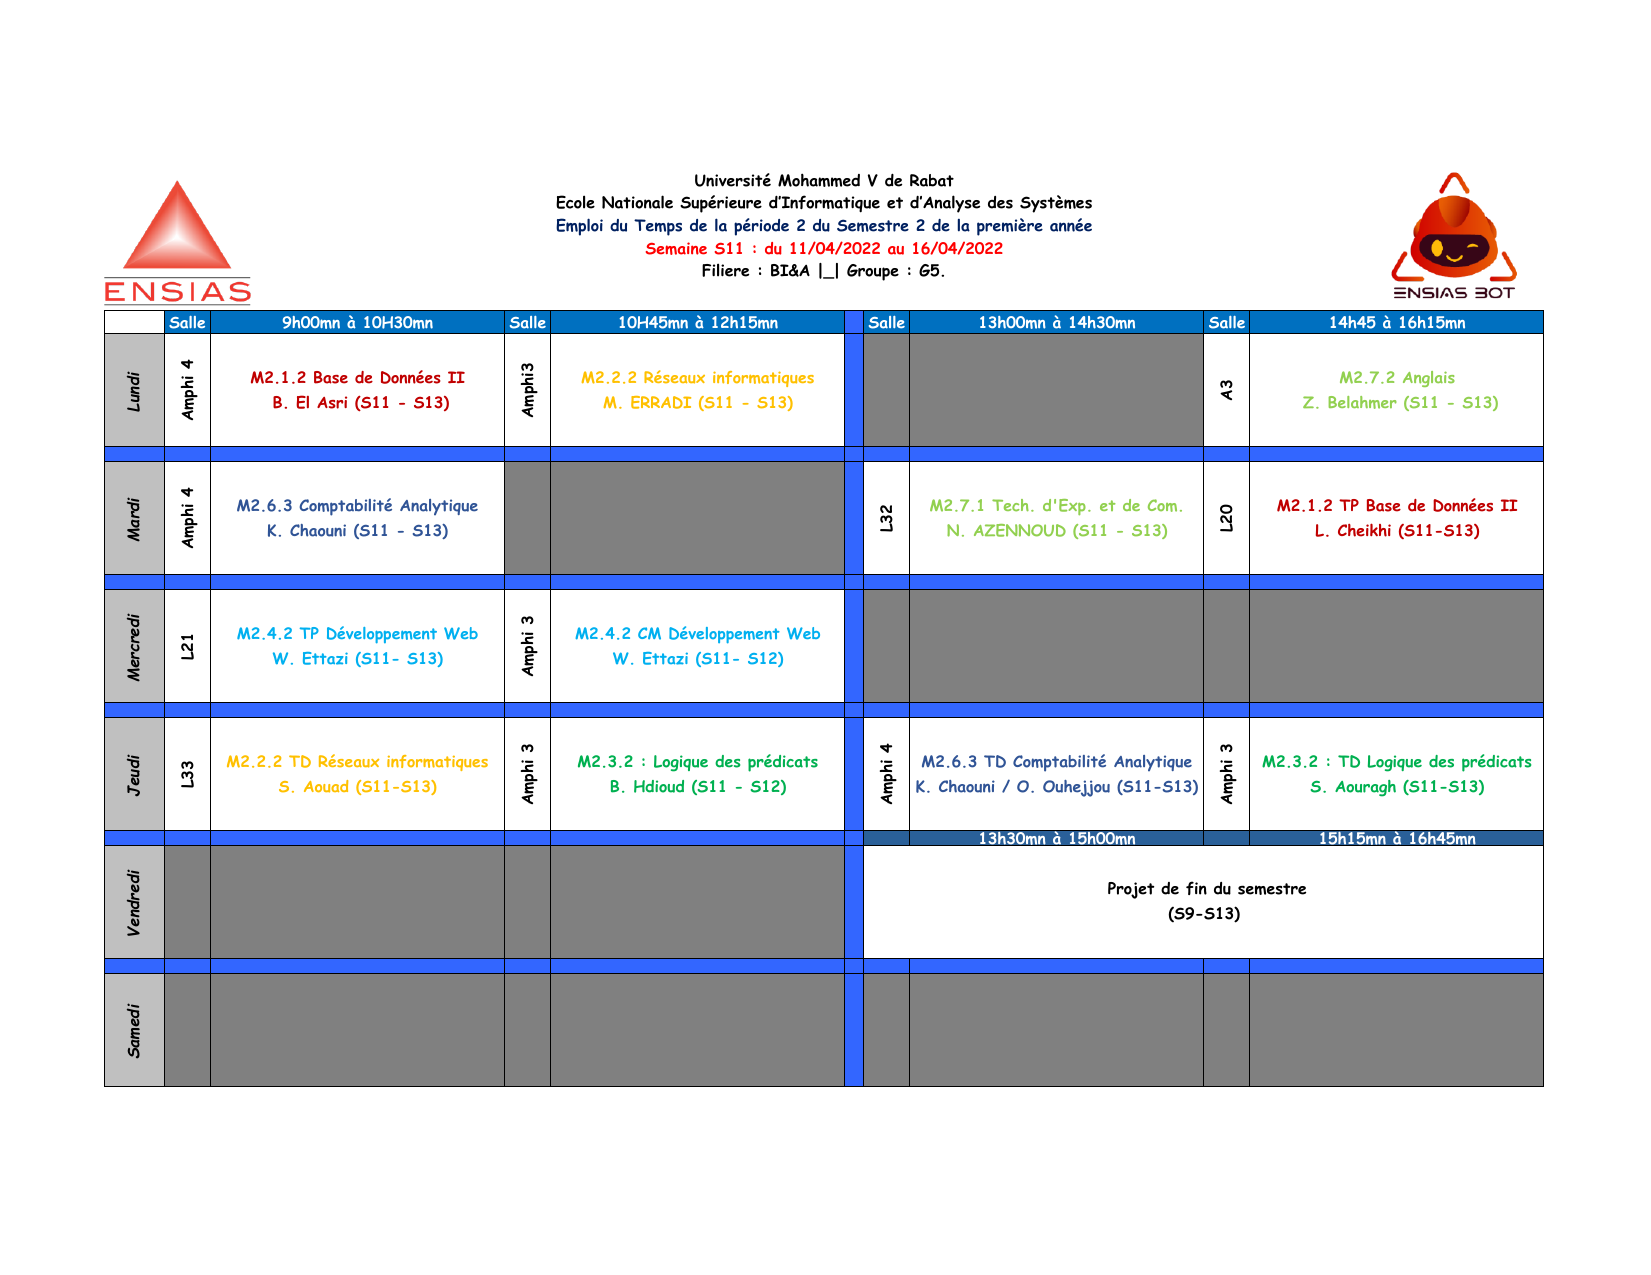 Université Mohammed V de Rabat
Ecole Nationale Supérieure d’Informatique et d’Analyse des Systèmes
Emploi du Temps de la période 2 du Semestre 2 de la première année
Semaine S11 : du 11/04/2022 au 16/04/2022
Filiere : BI&A |_| Groupe : G5.
ENSIAS
ENSIAS BOT
Salle 9h00mn à 10H30mn Salle 10H45mn à 12h15mn Salle 13h00mn à 14h30mn Salle 14h45 à 16h15mn
Lundi
Amphi 4
M2.1.2 Base de Données II
B. El Asri (S11 - S13)
Amphi3
M2.2.2 Réseaux informatiques
M. ERRADI (S11 - S13)
A3
M2.7.2 Anglais
Z. Belahmer (S11 - S13)
Mardi
Amphi 4
M2.6.3 Comptabilité Analytique
K. Chaouni (S11 - S13)
L32
M2.7.1 Tech. d'Exp. et de Com.
N. AZENNOUD (S11 - S13)
L20
M2.1.2 TP Base de Données II
L. Cheikhi (S11-S13)
Mercredi
L21
M2.4.2 TP Développement Web
W. Ettazi (S11- S13)
Amphi 3
M2.4.2 CM Développement Web
W. Ettazi (S11- S12)
Jeudi
L33
M2.2.2 TD Réseaux informatiques
S. Aouad (S11-S13)
Amphi 3
M2.3.2 : Logique des prédicats
B. Hdioud (S11 - S12)
Amphi 4
M2.6.3 TD Comptabilité Analytique
K. Chaouni / O. Ouhejjou (S11-S13)
Amphi 3
M2.3.2 : TD Logique des prédicats
S. Aouragh (S11-S13)
13h30mn à 15h00mn 15h15mn à 16h45mn
Vendredi
Projet de fin du semestre
(S9-S13)
Samedi